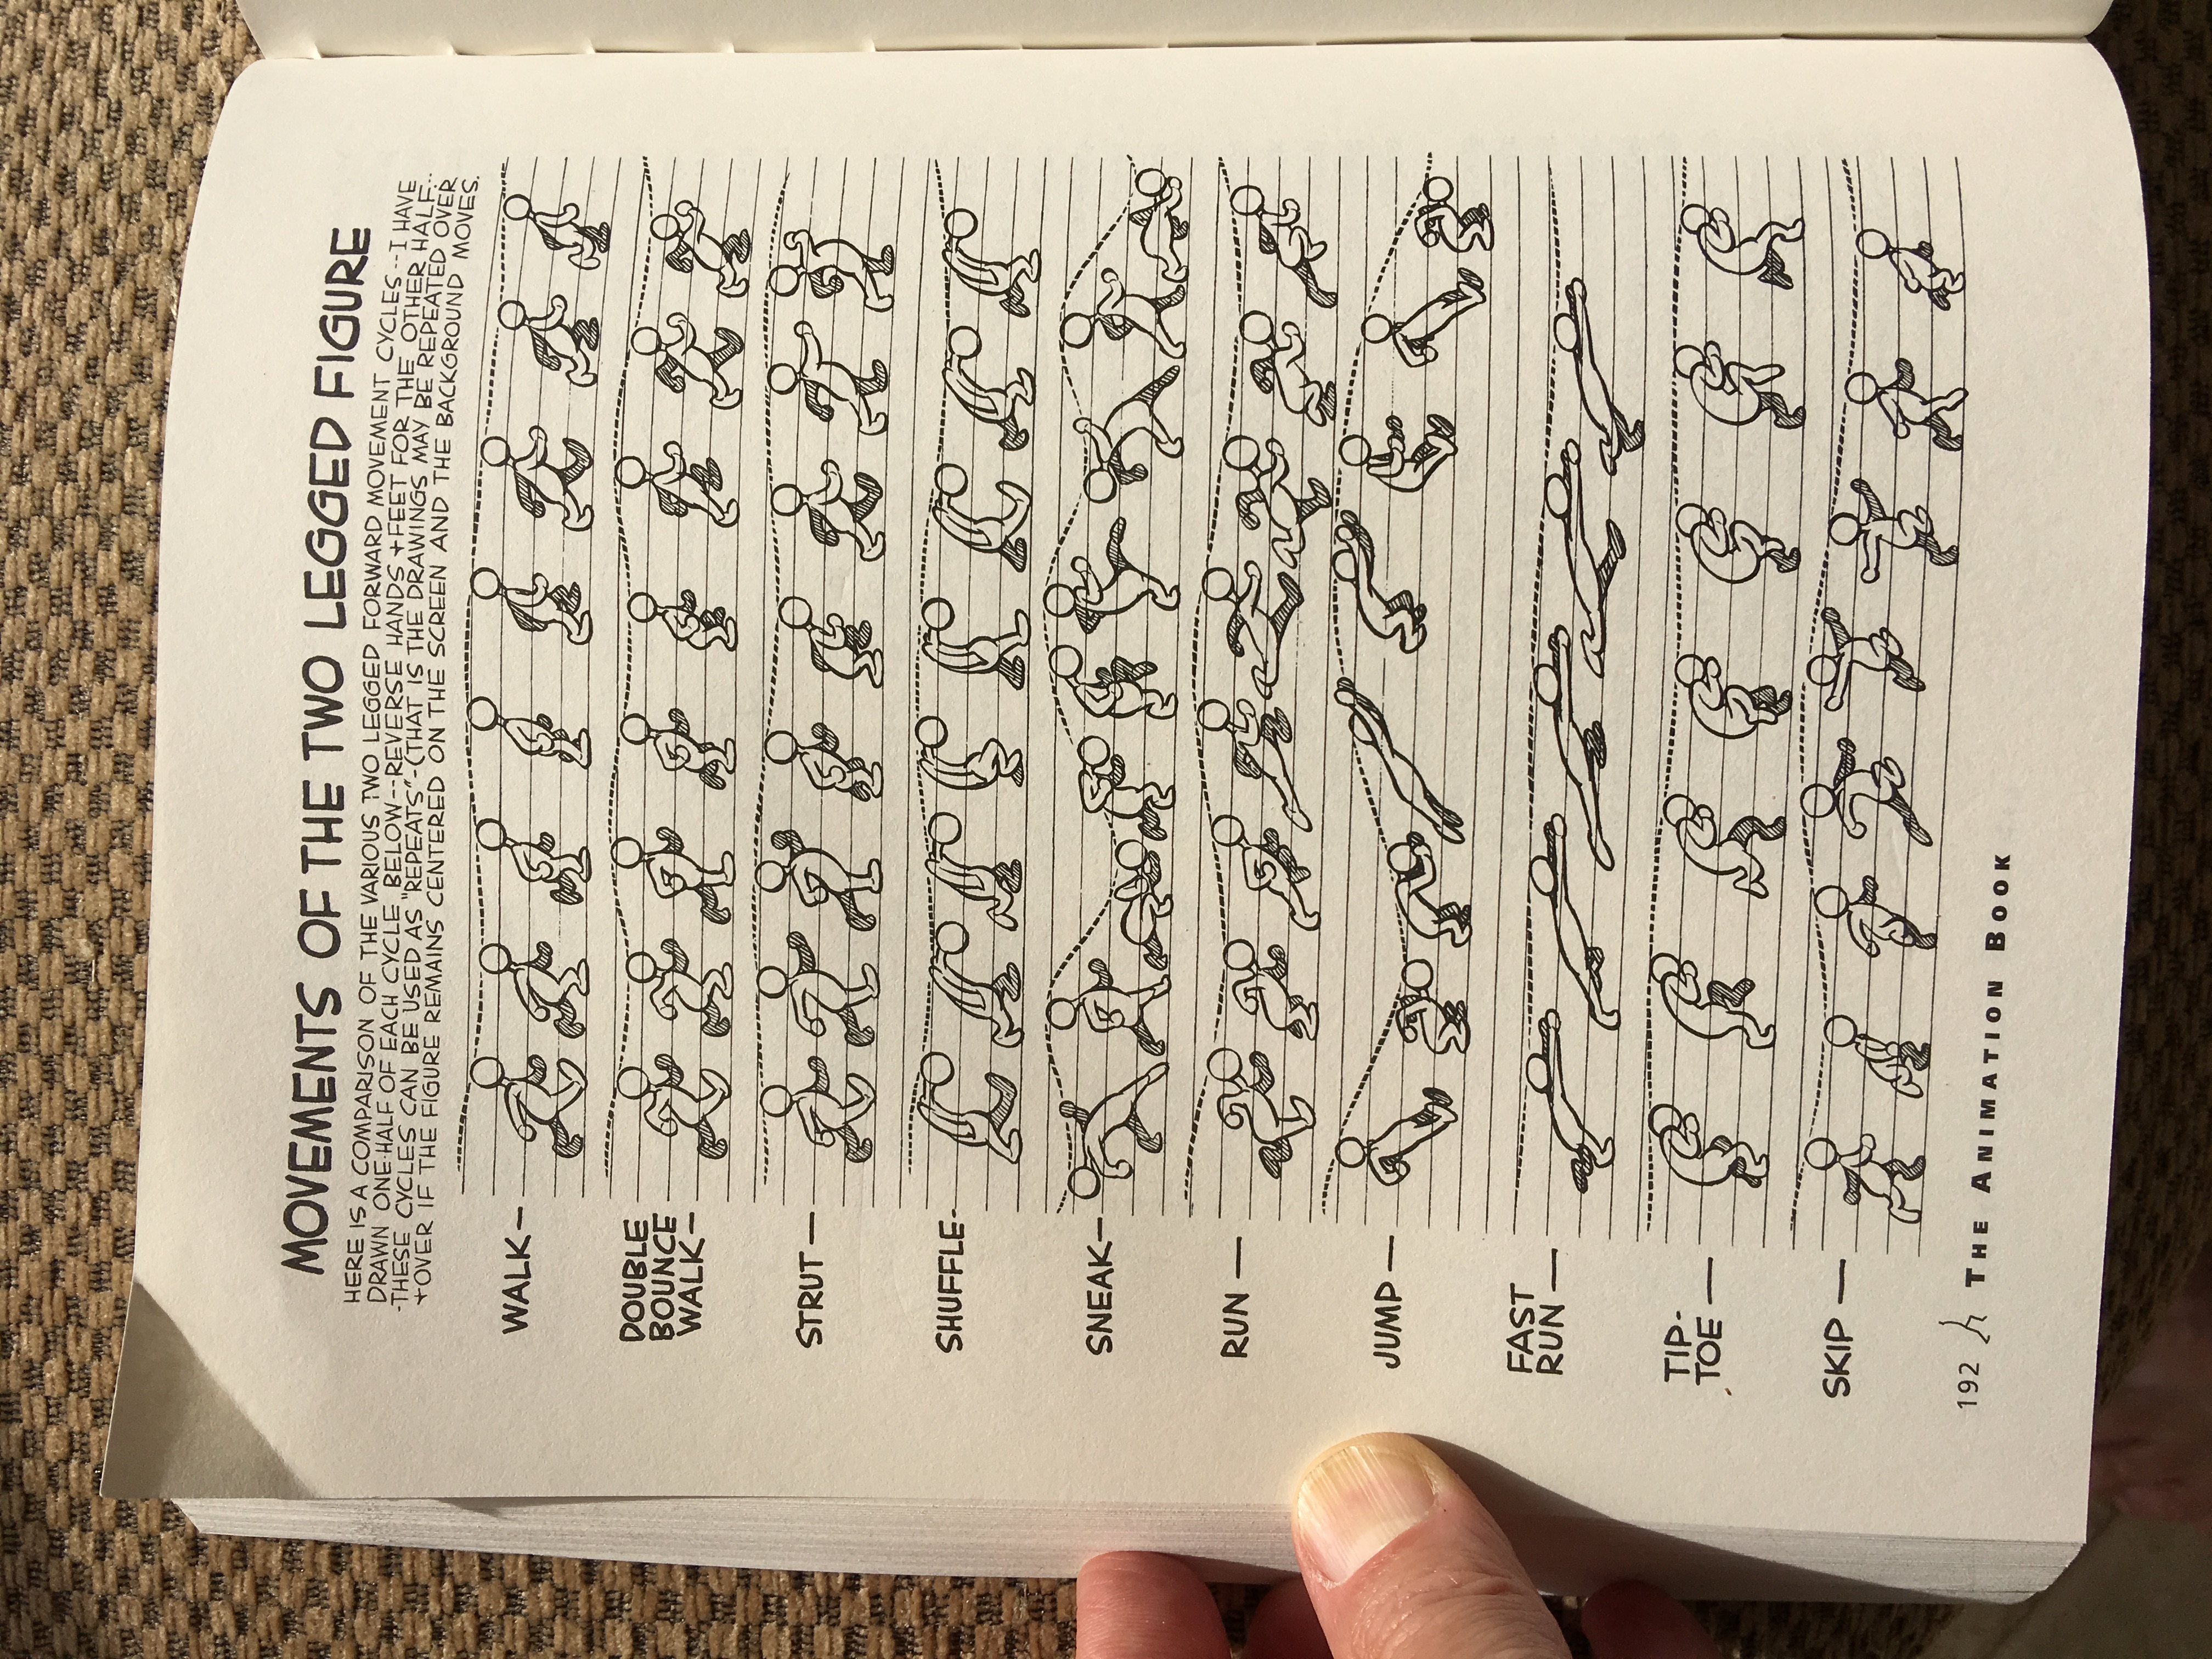 MOVEMENTS OF THE TWO LEGGED FIGURE
HERE IS A COMPARISON OF THE VARIOUS TWO LEGGED FORWARD MOVEMENT CYCLES--I HAVE
DRAWN ONE-HALF OF EACH CYCLE BELOW--REVERSE HANDS + FEET FOR THE OTHER HALF--
-THESE CYCLES CAN BE USED AS "REPEATS"-(THAT IS THE DRAWINGS MAY BE REPEATED OVER
+OVER IF THE FIGURE REMAINS CENTERED ON THE SCREEN AND THE BACKGROUND MOVES.
WALK-
DOUBLE
BOUNCE
WALK-
STRUT-
SHUFFLE-
SNEAK-
RUN-
JUMP-
FAST
RUN-
TIP-
TOE-
SKIP-
192 THE ANIMATION BOOK